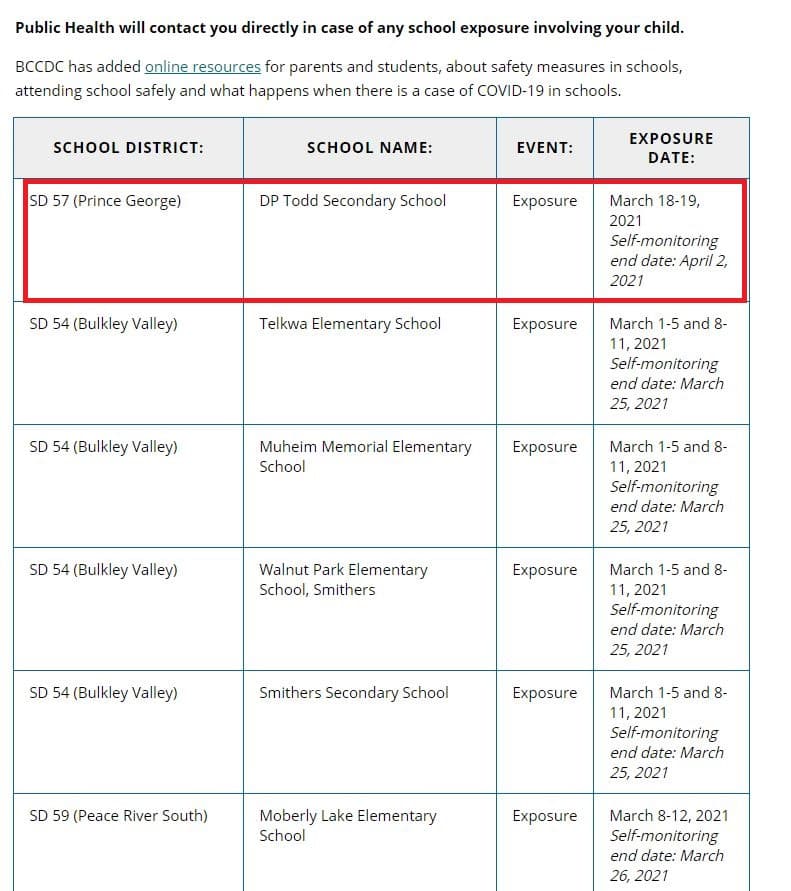 Public Health will contact you directly in case of any school exposure involving your child.
BCCDC has added online resources for parents and students, about safety measures in schools,
attending school safely and what happens when there is a case of COVID-19 in schools.
SCHOOL DISTRICT: SCHOOL NAME: EVENT: EXPOSURE
DATE:
SD 57 (Prince George) DP Todd Secondary School Exposure March 18-19,
2021
Self-monitoring
end date: April 2,
2021
SD 54 (Bulkley Valley) Telkwa Elementary School Exposure March 1-5 and 8-
11, 2021
Self-monitoring
end date: March
25, 2021
SD 54 (Bulkley Valley) Muheim Memorial Elementary Exposure March 1-5 and 8-
School 11, 2021
Self-monitoring
end date: March
25, 2021
SD 54 (Bulkley Valley) Walnut Park Elementary Exposure March 1-5 and 8-
School, Smithers 11, 2021
Self-monitoring
end date: March
25, 2021
SD 54 (Bulkley Valley) Smithers Secondary School Exposure March 1-5 and 8-
11, 2021
Self-monitoring
end date: March
25, 2021
SD 59 (Peace River South) Moberly Lake Elementary Exposure March 8-12, 2021
School Self-monitoring
end date: March
26, 2021